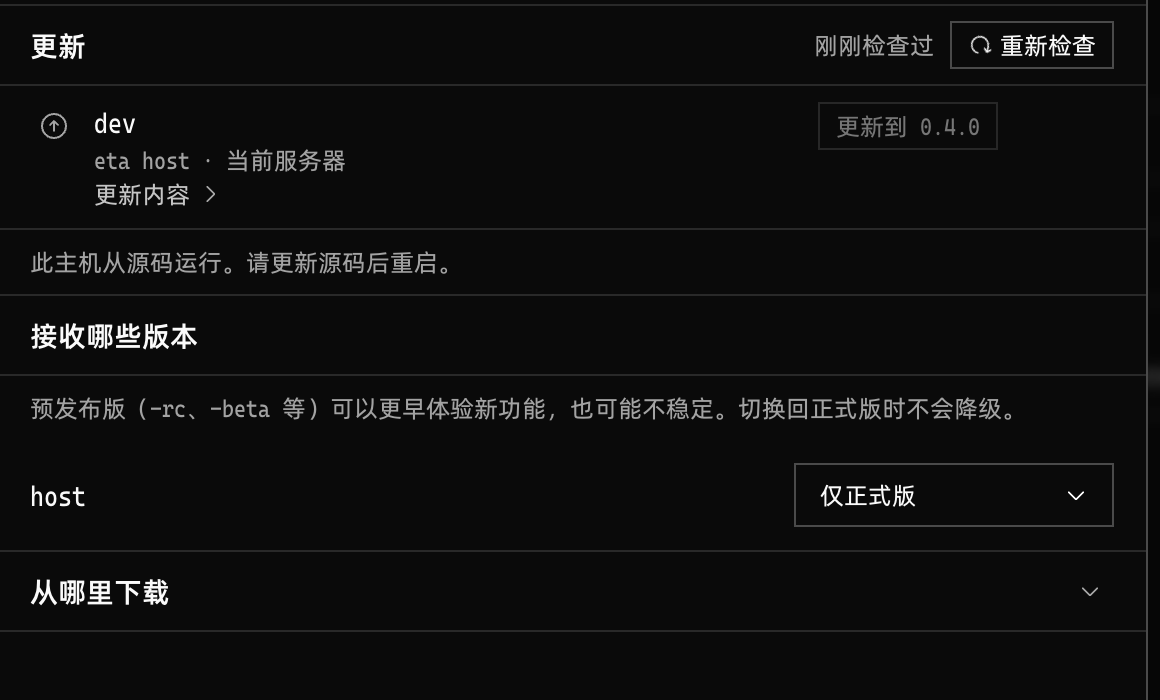 更新
刚刚检查过 重新检查
dev
更新到 0.4.0
eta host · 当前服务器
更新内容 >
此主机从源码运行。请更新源码后重启。
接收哪些版本
预发布版（-rc、-beta 等）可以更早体验新功能，也可能不稳定。切换回正式版时不会降级。
host
仅正式版
从哪里下载